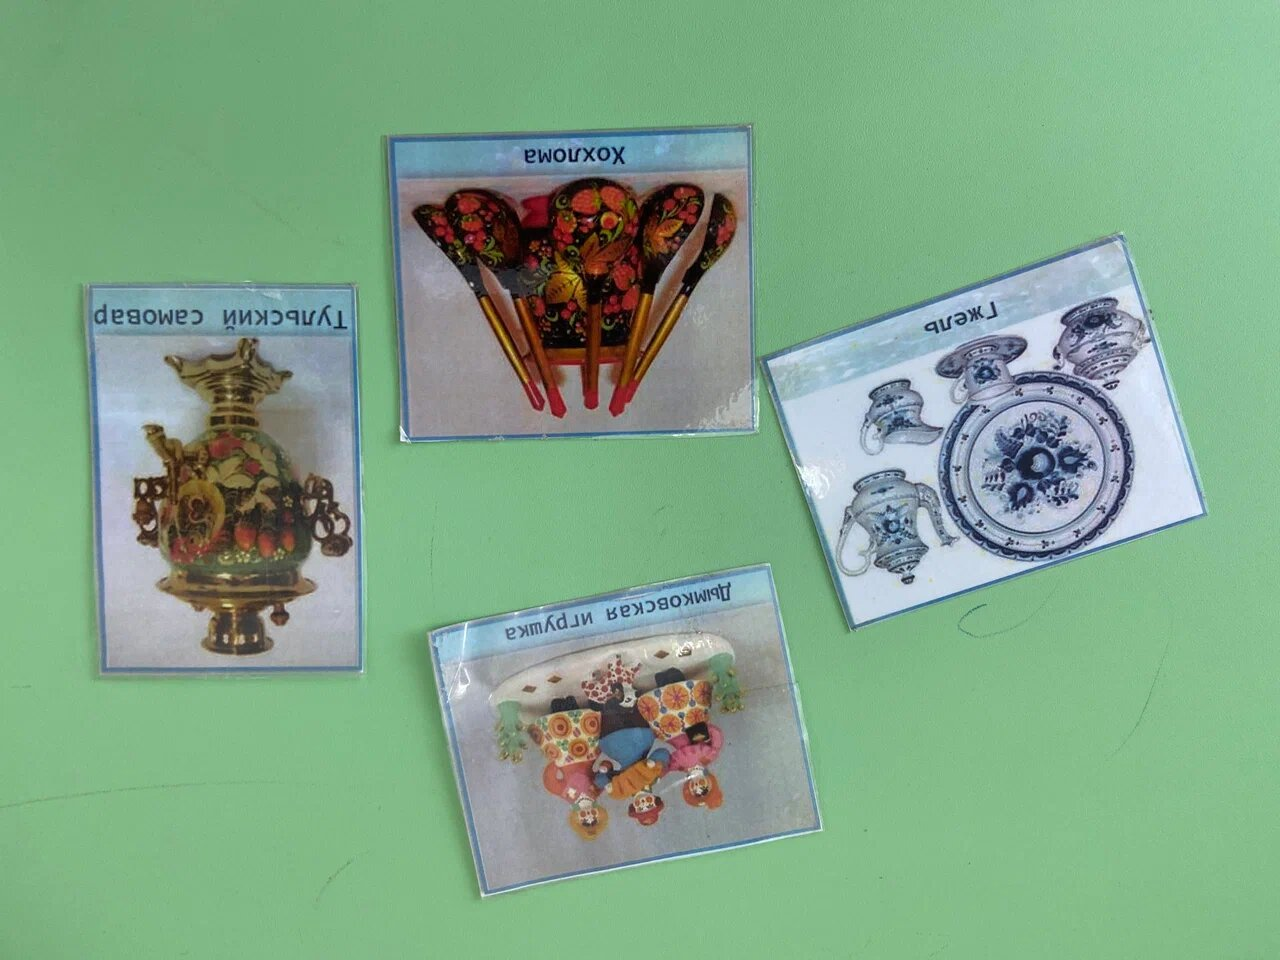 Хохлома
Гжель
Тульский самовар
Дымковская игрушка